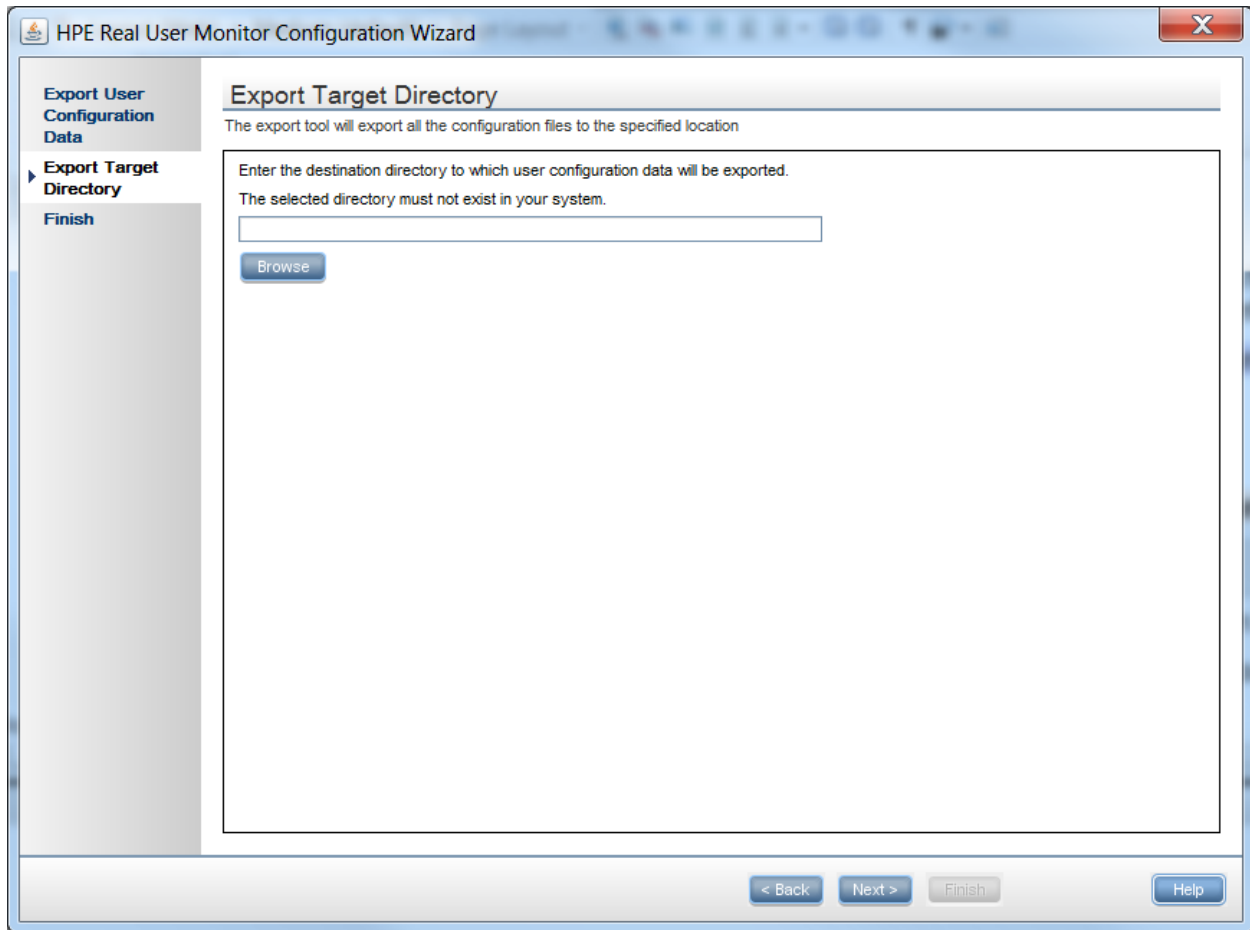 HPE Real User Monitor Configuration Wizard
Export User
Configuration
Data
Export Target
Directory
Finish
Export Target Directory
The export tool will export all the configuration files to the specified location
Enter the destination directory to which user configuration data will be exported.
The selected directory must not exist in your system.
Browse
< Back
Next >
Finish
Help